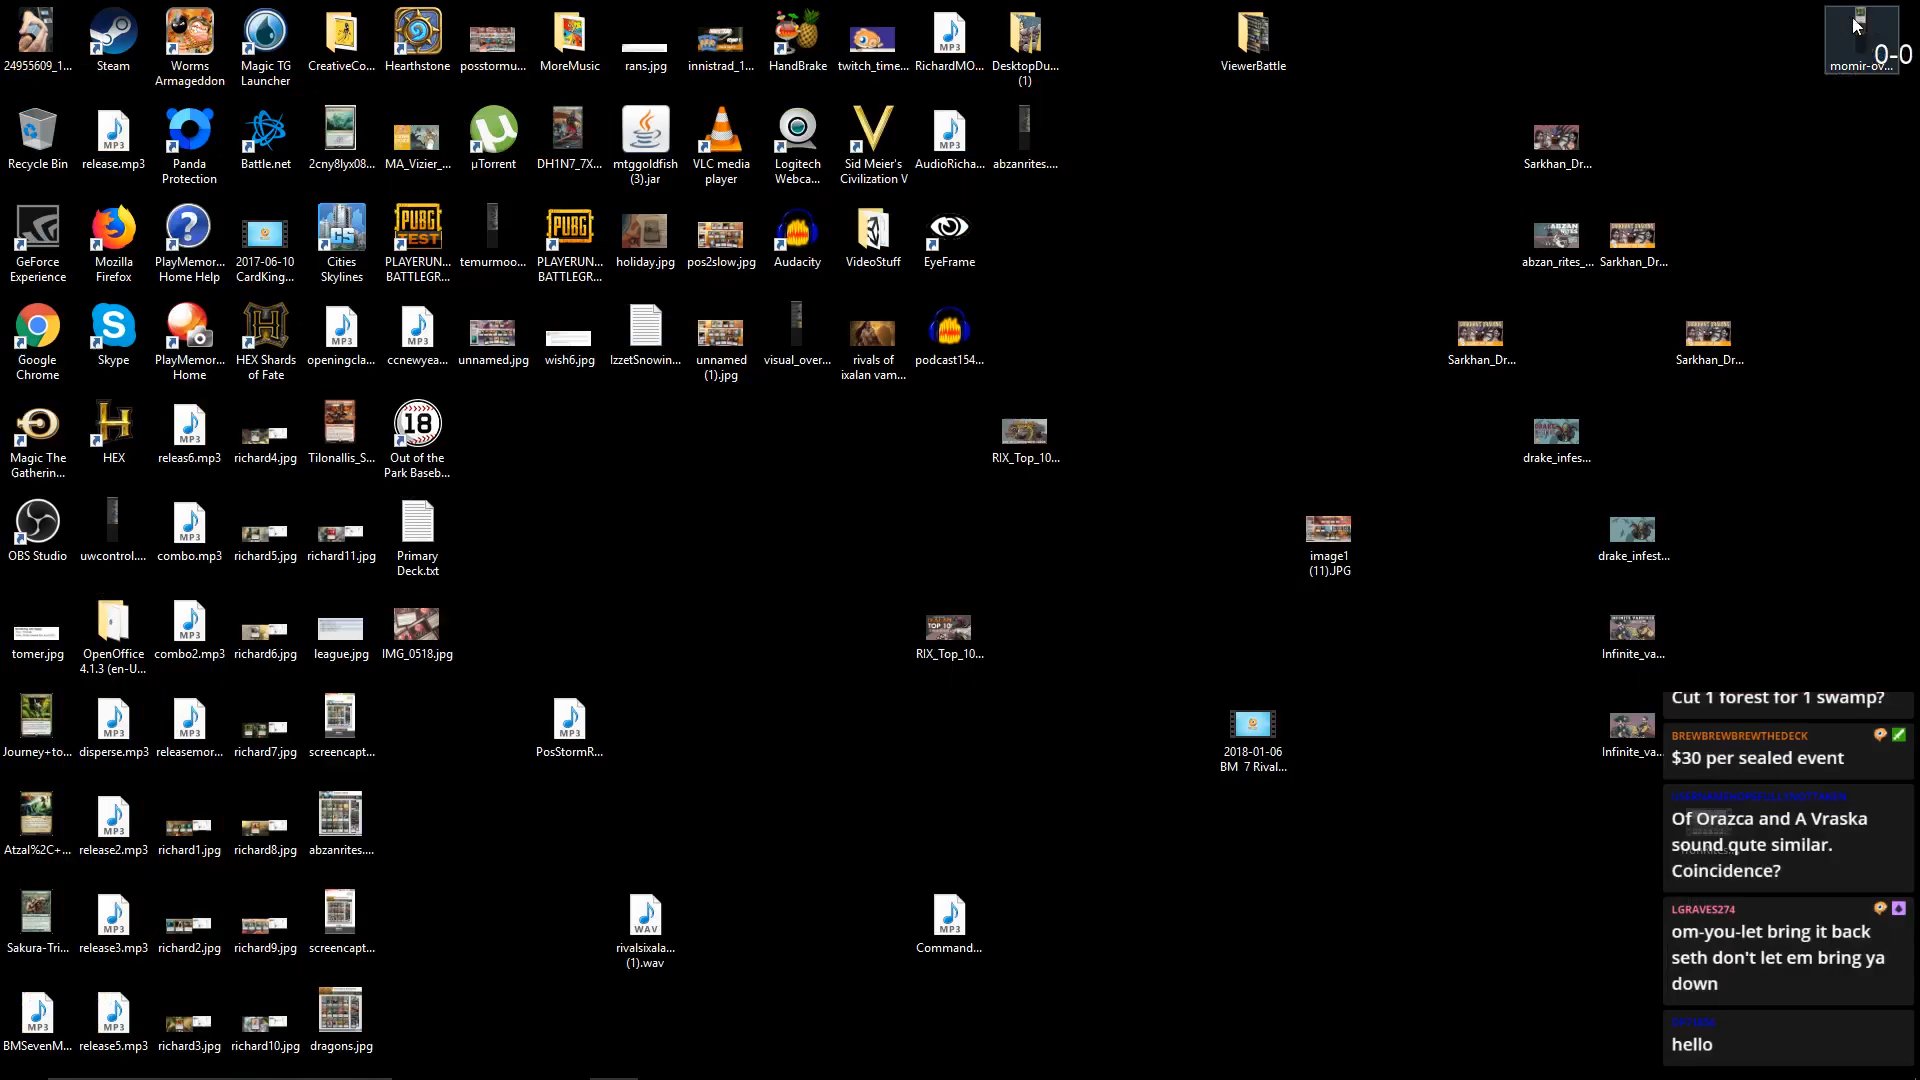 24955609_1...
Steam
Worms
Armageddon
Magic TG
Launcher
CreativeCo...
Hearthstone
posstormu...
MoreMusic
rans.jpg
innistrad_1...
HandBrake
twitch_time...
RichardMO...
DesktopDu...
(1)
ViewerBattle
momir-ov...
0-0
Recycle Bin
release.mp3
Panda
Protection
Battle.net
2cny8lyx08...
MA_Vizier_...
µTorrent
DH1N7_7X...
mtggoldfish
(3).jar
VLC media
player
Logitech
Webca...
Sid Meier's
Civilization V
AudioRicha...
abzanrites....
Sarkhan_Dr...
GeForce
Experience
Mozilla
Firefox
PlayMemor...
Home Help
2017-06-10
CardKing...
Cities
Skylines
PLAYERUN...
BATTLEGR...
temurmoo...
PLAYERUN...
BATTLEGR...
holiday.jpg
pos2slow.jpg
Audacity
VideoStuff
EyeFrame
abzan_rites_...
Sarkhan_Dr...
Google
Chrome
Skype
PlayMemor...
Home
HEX Shards
of Fate
openingcla...
ccnewyea...
unnamed.jpg
wish6.jpg
IzzetSnowin...
unnamed
(1).jpg
visual_over...
rivals of
ixalan vam...
podcast154...
Sarkhan_Dr...
Sarkhan_Dr...
Magic The
Gatherin...
HEX
releas6.mp3
richard4.jpg
Tilonallis_S...
Out of the
Park Baseb...
RIX_Top_10...
drake_infes...
OBS Studio
uwcontrol....
combo.mp3
richard5.jpg
richard11.jpg
Primary
Deck.txt
image1
(11).JPG
drake_infest...
tomer.jpg
OpenOffice
4.1.3 (en-U...
combo2.mp3
richard6.jpg
league.jpg
IMG_0518.jpg
RIX_Top_10...
Infinite_va...
Journey+to...
disperse.mp3
releasemor...
richard7.jpg
screencapt...
PosStormR...
2018-01-06
BM 7 Rival...
Infinite_va...
Atzal%2C+...
release2.mp3
richard1.jpg
richard8.jpg
abzanrites....
Sakura-Tri...
release3.mp3
richard2.jpg
richard9.jpg
screencapt...
rivalsixala...
(1).wav
Command...
BMSevenM...
release5.mp3
richard3.jpg
richard10.jpg
dragons.jpg
Cut 1 forest for 1 swamp?
BREWBREWBREWTHEDECK
$30 per sealed event
Of Orazca and A Vraska
sound qute similar.
Coincidence?
LGRAVES274
om-you-let bring it back
seth don't let em bring ya
down
hello